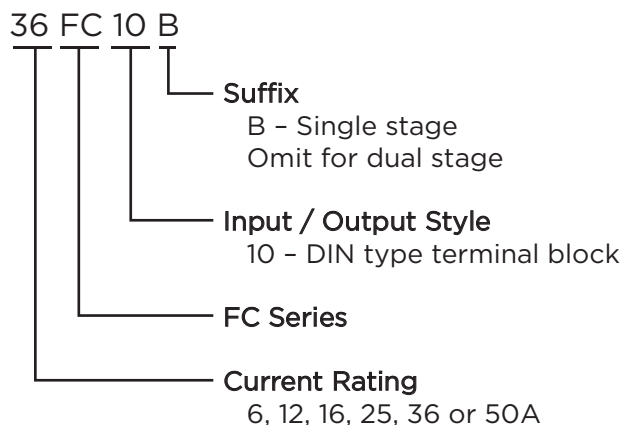 36 FC 10 B
Suffix
B – Single stage
Omit for dual stage
Input / Output Style
10 – DIN type terminal block
FC Series
Current Rating
6, 12, 16, 25, 36 or 50A